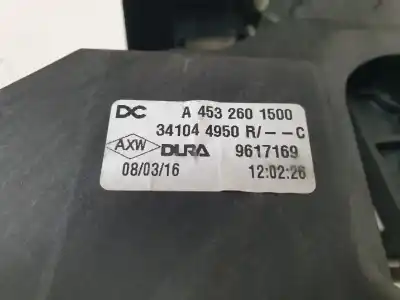 DC A 453 260 1500
34104 4950 R/--C
AXW DURA 9617169
08/03/16 12:02:26